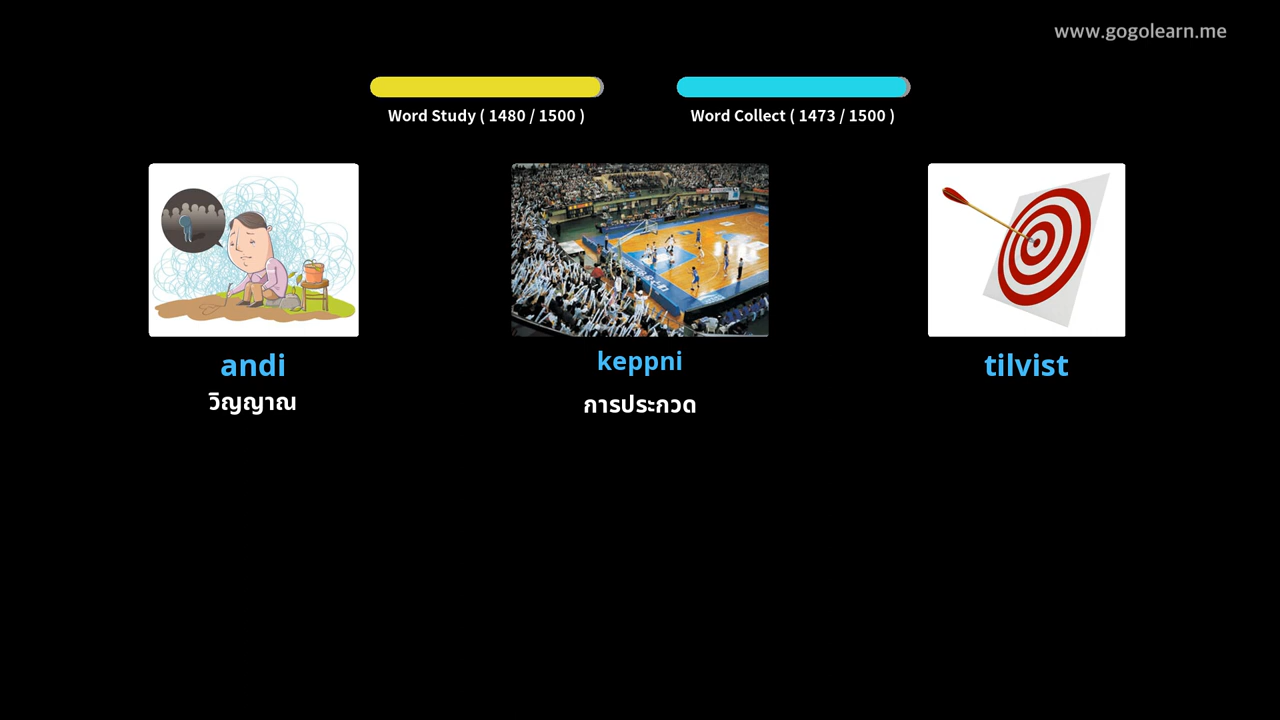 www.gogolearn.me
Word Study ( 1480 / 1500 )
Word Collect ( 1473 / 1500 )
andi
keppni
tilvist
วิญญาณ
การประกวด